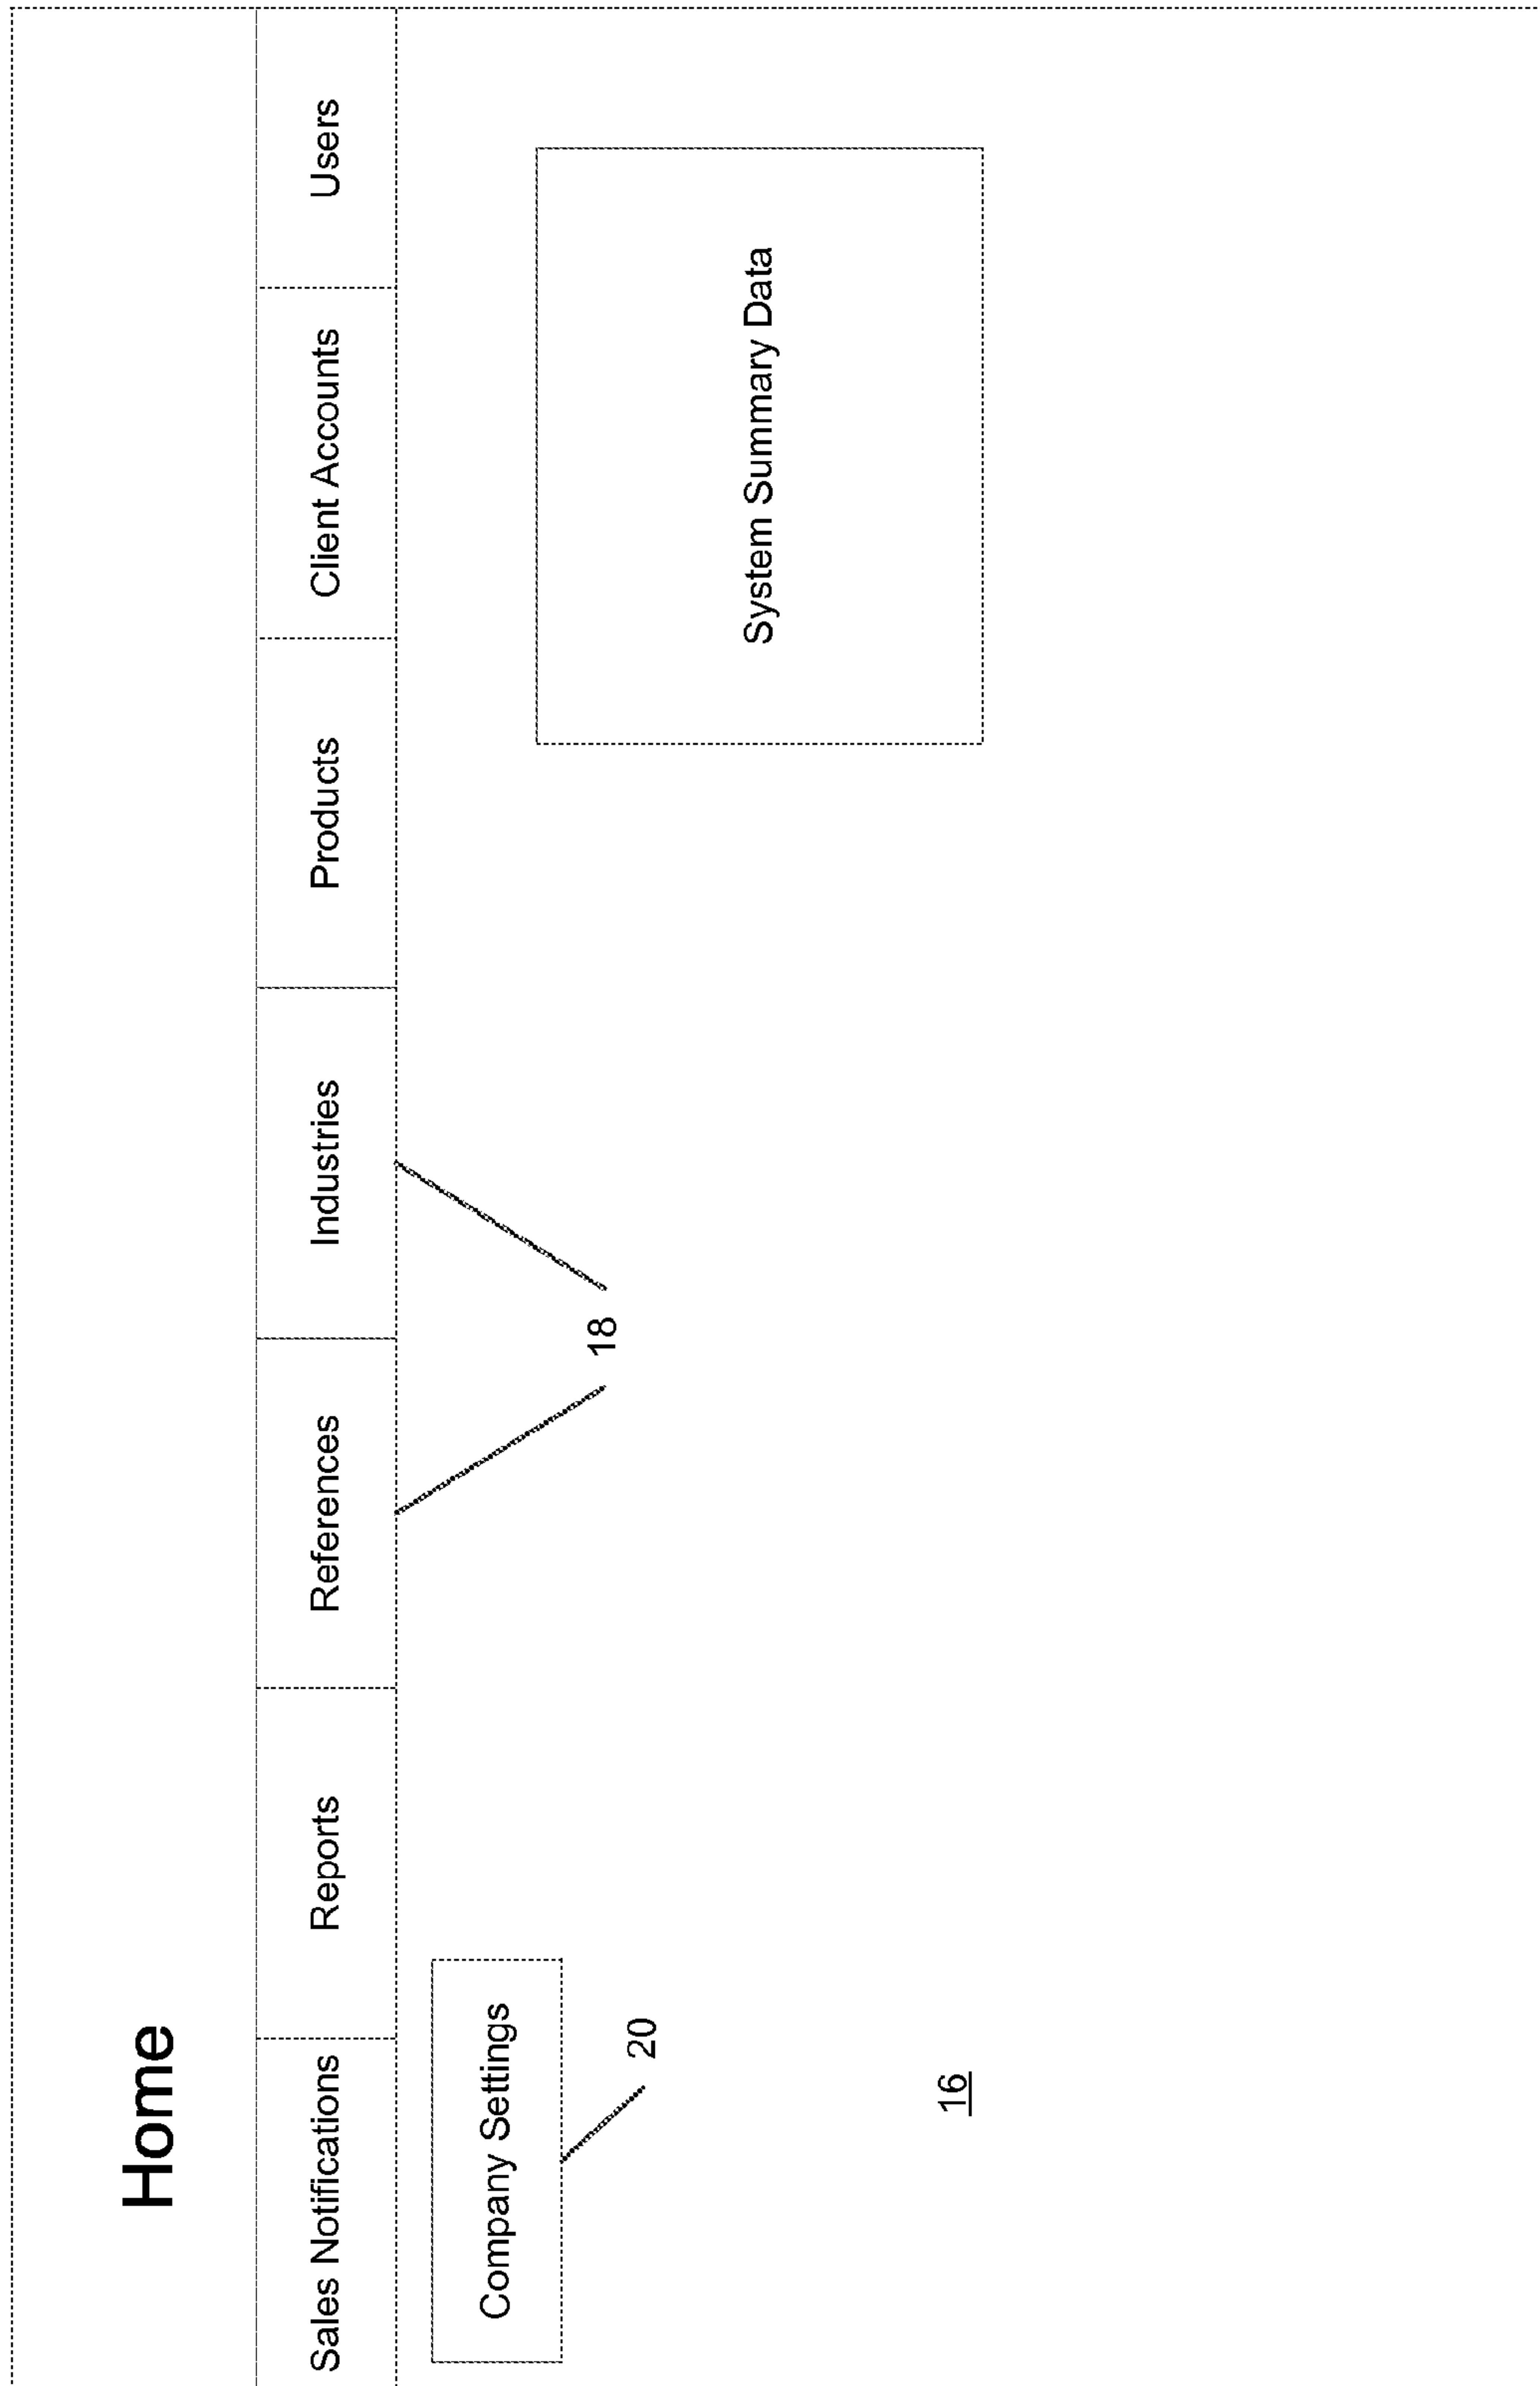 Home
Sales Notifications
Reports
References
Industries
Products
Client Accounts
Users
Company Settings
20
18
System Summary Data
16